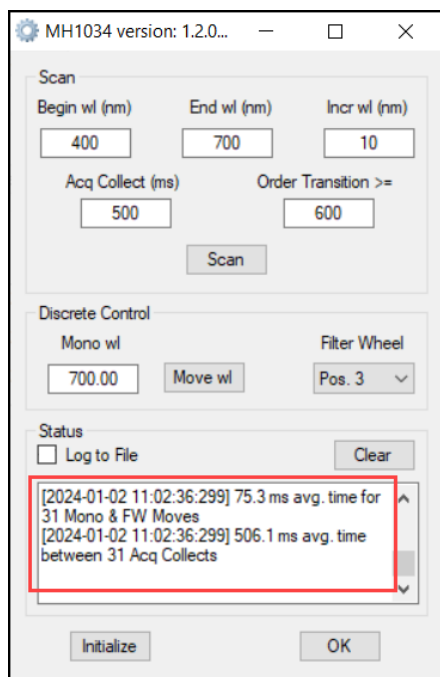 MH1034 version: 1.2.0...
Scan
Begin wl (nm) End wl (nm) Incr wl (nm)
400 700 10
Acq Collect (ms) Order Transition >=
500 600
Scan
Discrete Control
Mono wl Filter Wheel
700.00 Move wl Pos. 3
Status
Log to File Clear
[2024-01-02 11:02:36:299] 75.3 ms avg. time for
31 Mono & FW Moves
[2024-01-02 11:02:36:299] 506.1 ms avg. time
between 31 Acq Collects
Initialize OK